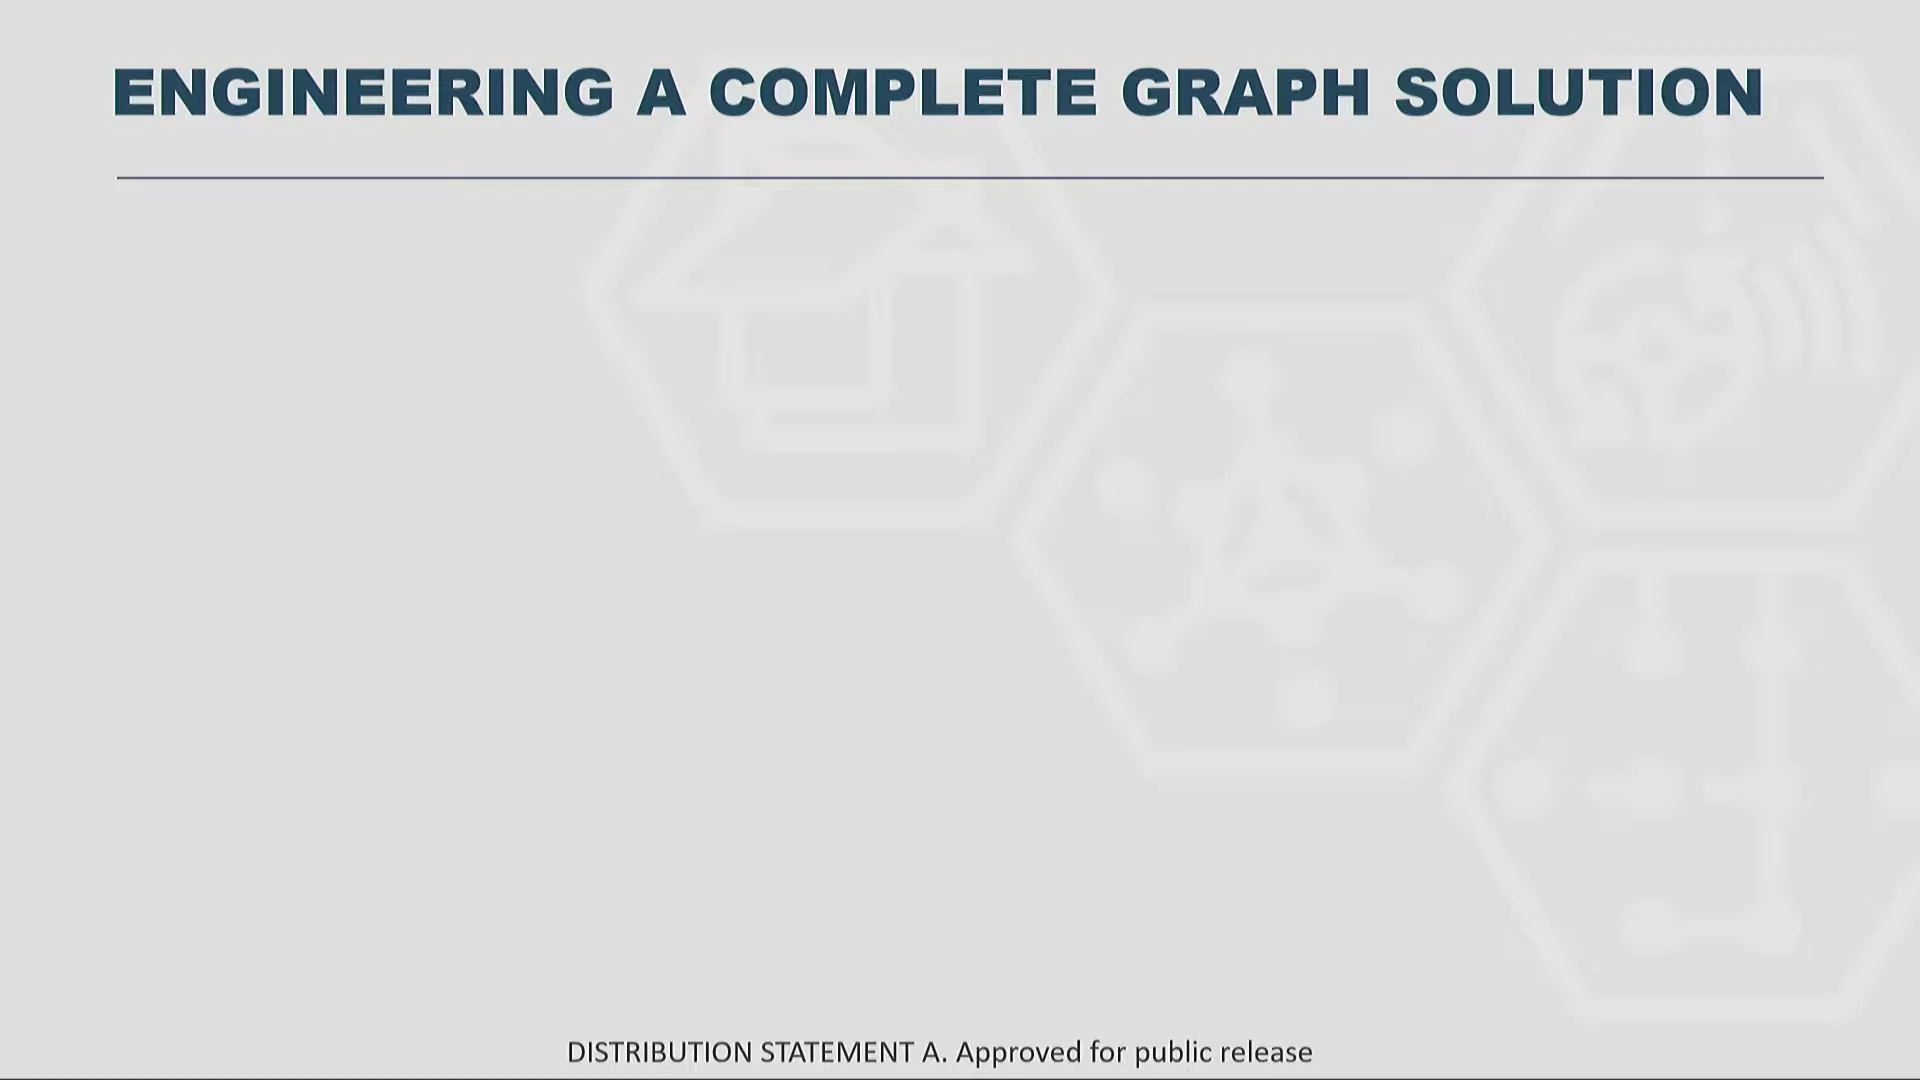 ENGINEERING A COMPLETE GRAPH SOLUTION
DISTRIBUTION STATEMENT A. Approved for public release